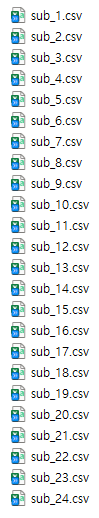 sub_1.csv
sub_2.csv
sub_3.csv
sub_4.csv
sub_5.csv
sub_6.csv
sub_7.csv
sub_8.csv
sub_9.csv
sub_10.csv
sub_11.csv
sub_12.csv
sub_13.csv
sub_14.csv
sub_15.csv
sub_16.csv
sub_17.csv
sub_18.csv
sub_19.csv
sub_20.csv
sub_21.csv
sub_22.csv
sub_23.csv
sub_24.csv